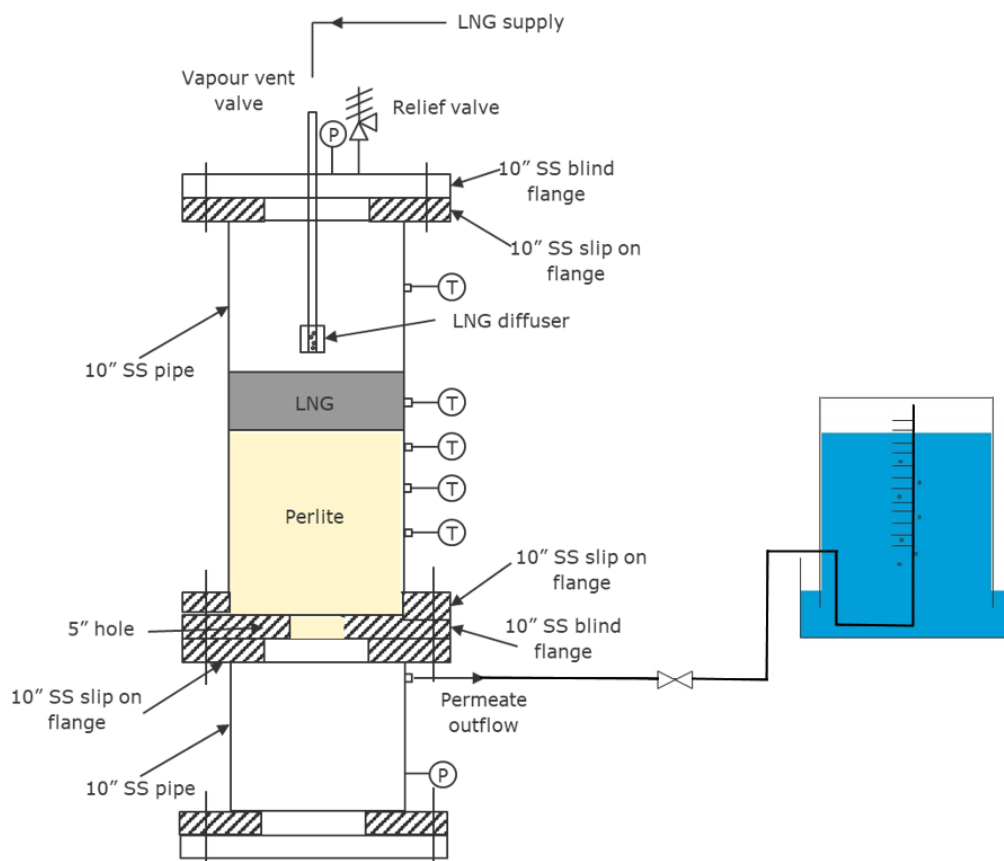 LNG supply
Vapour vent
valve
P
Relief valve
10” SS blind
flange
10” SS slip on
flange
T
LNG diffuser
10” SS pipe
LNG
T
T
T
Perlite
T
10” SS slip on
flange
5” hole
10” SS blind
flange
10” SS slip on
flange
Permeate
outflow
10” SS pipe
P